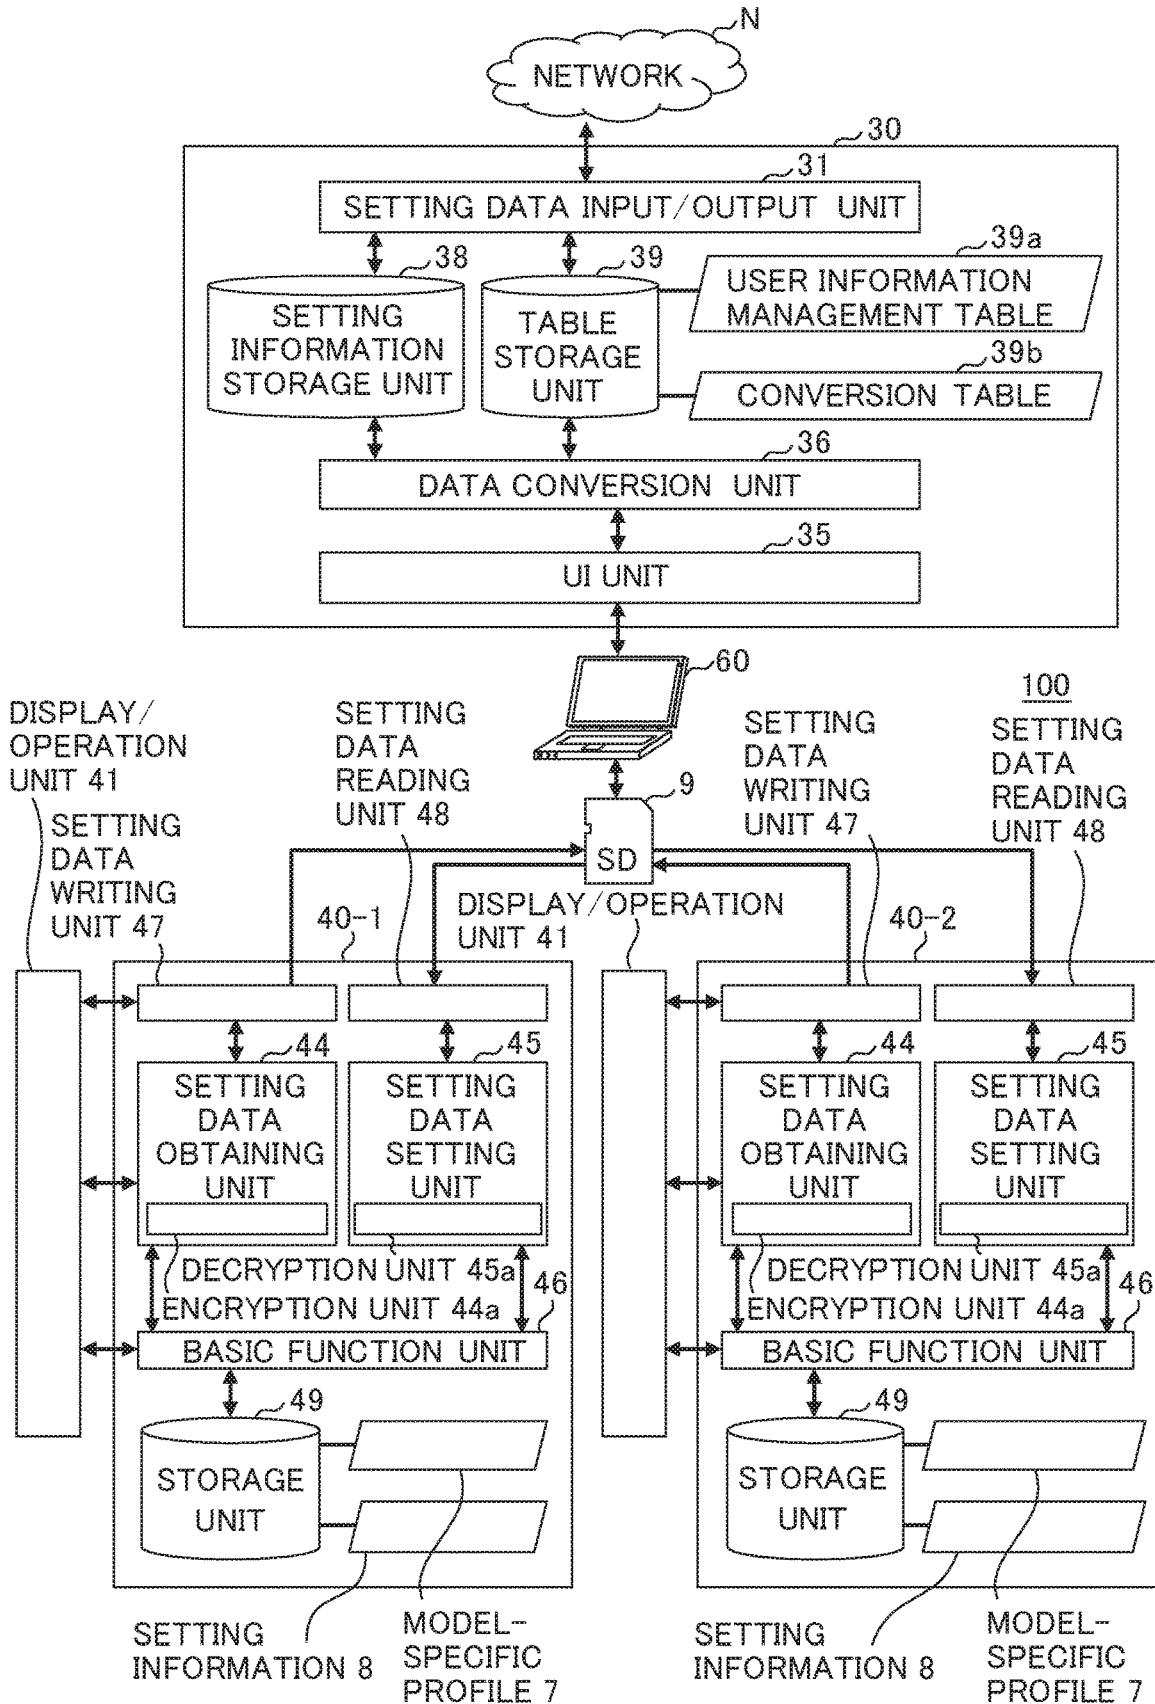 N
NETWORK
30
31
SETTING DATA INPUT/OUTPUT UNIT
38
39
39a
SETTING
INFORMATION
STORAGE UNIT
TABLE
STORAGE
UNIT
USER INFORMATION
MANAGEMENT TABLE
39b
CONVERSION TABLE
36
DATA CONVERSION UNIT
35
UI UNIT
60
100
DISPLAY/
OPERATION
UNIT 41
SETTING
DATA
READING
UNIT 48
SETTING
DATA
WRITING
UNIT 47
SETTING
DATA
READING
UNIT 48
9
SD
SETTING
DATA
WRITING
UNIT 47
40-1
DISPLAY/OPERATION
UNIT 41
40-2
44
SETTING
DATA
OBTAINING
UNIT
45
SETTING
DATA
SETTING
UNIT
44
SETTING
DATA
OBTAINING
UNIT
45
SETTING
DATA
SETTING
UNIT
DECRYPTION UNIT 45a
ENCRYPTION UNIT 44a
46
BASIC FUNCTION UNIT
DECRYPTION UNIT 45a
ENCRYPTION UNIT 44a
46
BASIC FUNCTION UNIT
49
STORAGE
UNIT
49
STORAGE
UNIT
SETTING
INFORMATION 8
MODEL-
SPECIFIC
PROFILE 7
SETTING
INFORMATION 8
MODEL-
SPECIFIC
PROFILE 7